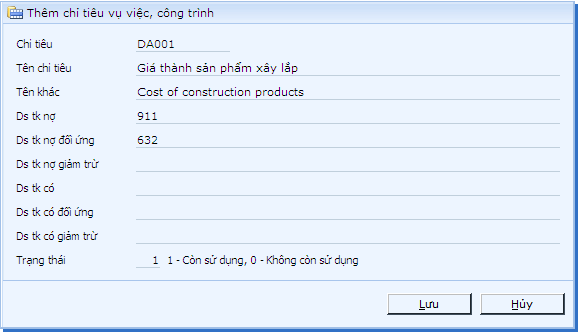 Thêm chỉ tiêu vụ việc, công trình
Chỉ tiêu DA001
Tên chỉ tiêu Giá thành sản phẩm xây lắp
Tên khác Cost of construction products
Ds tk nợ 911
Ds tk nợ đối ứng 632
Ds tk nợ giảm trừ
Ds tk có
Ds tk có đối ứng
Ds tk có giảm trừ
Trạng thái 1 1 - Còn sử dụng, 0 - Không còn sử dụng
Lưu Hủy